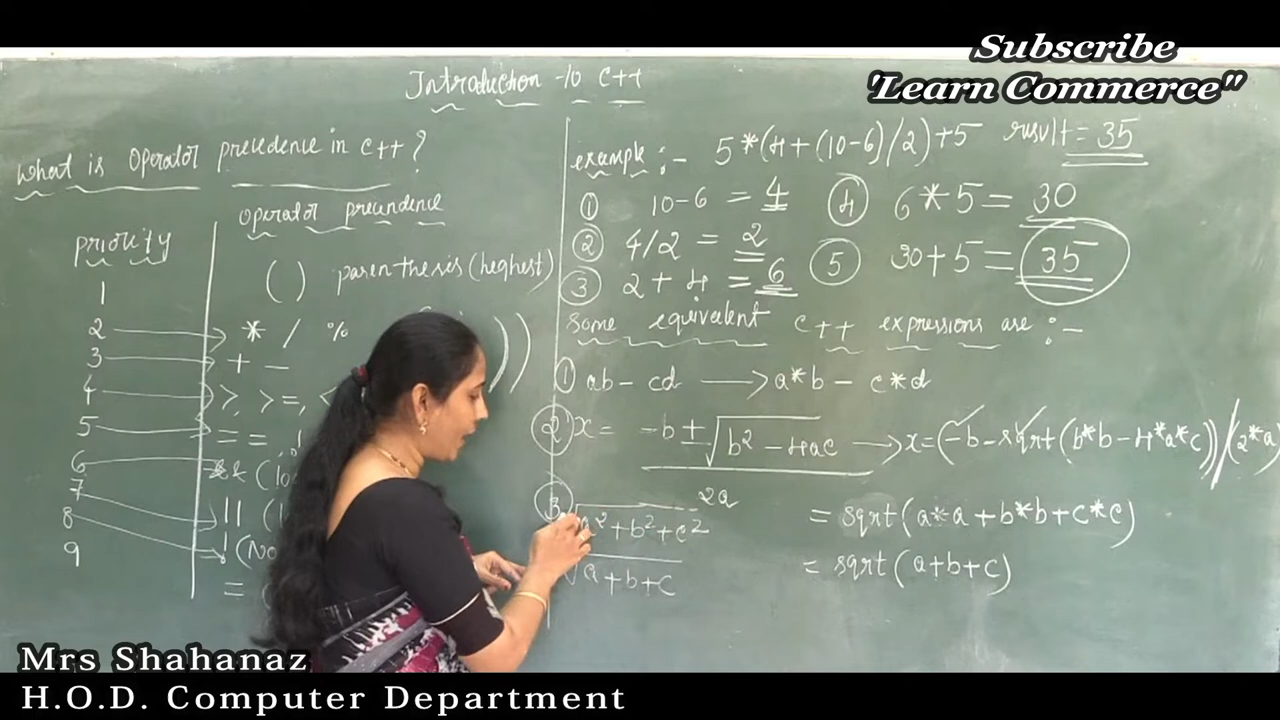 Subscribe
'Learn Commerce"
Introduction to C++
What is Operator precedence in C++?
Operator precendence
priority
1 ( ) parenthesis (heghest)
2 * / %
3 + -
4 >, >=, <
5 = =
6 &&
7 ||
8 !
9 =
example :- 5*(4+(10-6)/2)+5 result = 35
① 10-6 = 4 ④ 6*5 = 30
② 4/2 = 2 ⑤ 30+5 = 35
③ 2+4 = 6
Some equivalent C++ expressions are :-
① ab - cd → a*b - c*d
② x = -b ± √b² - 4ac / 2a → x = (-b - sqrt(b*b - 4*a*c))/(2*a)
③ √a²+b²+c² = sqrt(a*a+b*b+c*c)
√a+b+c = sqrt(a+b+c)
Mrs Shahanaz
H.O.D. Computer Department